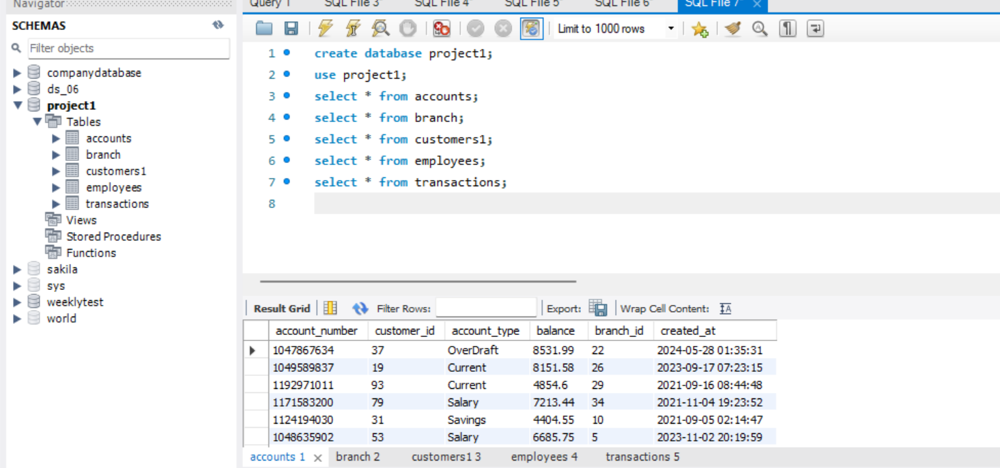 Navigator
Query 1 SQL File 3* SQL File 4* SQL File 5* SQL File 6* SQL File 7*
SCHEMAS
Limit to 1000 rows
Filter objects
companydatabase
ds_06
project1
Tables
accounts
branch
customers1
employees
transactions
Views
Stored Procedures
Functions
sakila
sys
weeklytest
world
1 create database project1;
2 use project1;
3 select * from accounts;
4 select * from branch;
5 select * from customers1;
6 select * from employees;
7 select * from transactions;
8
Result Grid Filter Rows: Export: Wrap Cell Content: IA
account_number customer_id account_type balance branch_id created_at
1047867634 37 OverDraft 8531.99 22 2024-05-28 01:35:31
1049589837 19 Current 8151.58 26 2023-09-17 07:23:15
1192971011 93 Current 4854.6 29 2021-09-16 08:44:48
1171583200 79 Salary 7213.44 34 2021-11-04 19:23:52
1124194030 31 Savings 4404.55 10 2021-09-05 02:14:47
1048635902 53 Salary 6685.75 5 2023-11-02 20:19:59
accounts 1 branch 2 customers1 3 employees 4 transactions 5